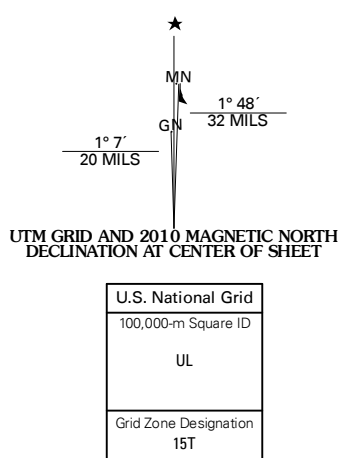 ★
MN
1° 48´
32 MILS
GN
1° 7´
20 MILS
UTM GRID AND 2010 MAGNETIC NORTH
DECLINATION AT CENTER OF SHEET
U.S. National Grid
100,000-m Square ID
UL
Grid Zone Designation
15T